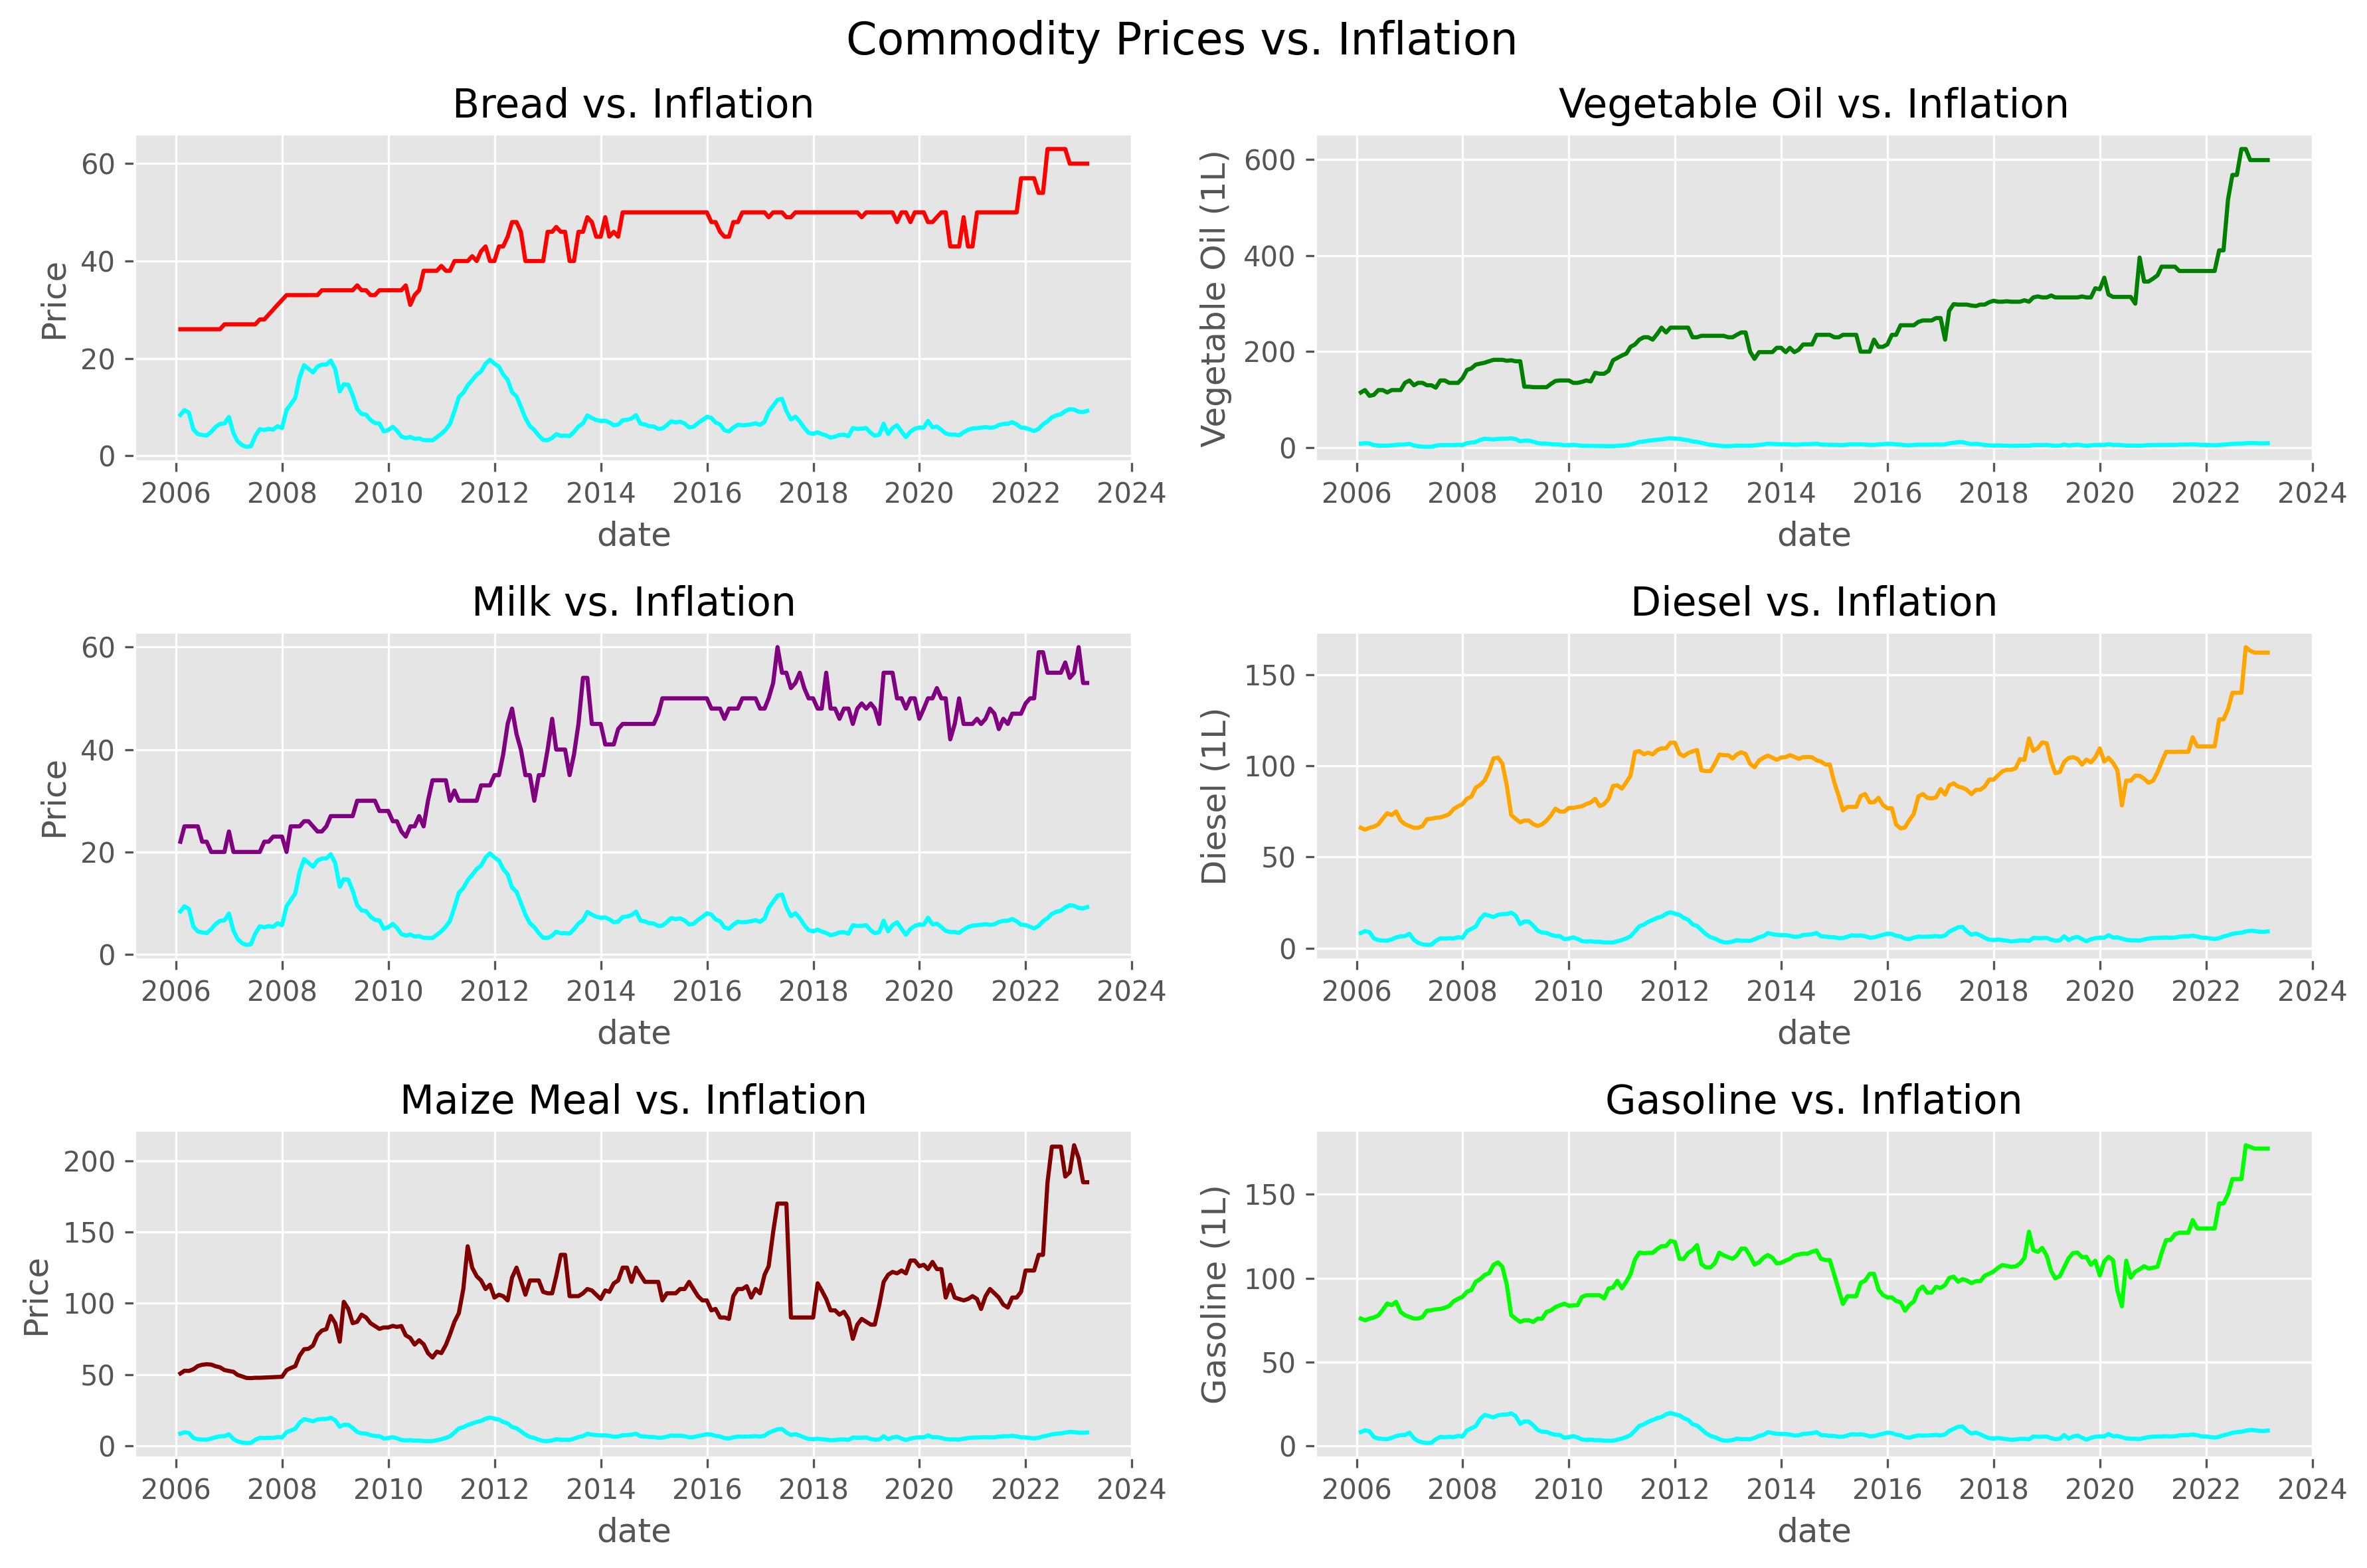 Commodity Prices vs. Inflation
Bread vs. Inflation
Price
60
40
20
0
2006 2008 2010 2012 2014 2016 2018 2020 2022 2024
date
Vegetable Oil vs. Inflation
Vegetable Oil (1L)
600
400
200
0
2006 2008 2010 2012 2014 2016 2018 2020 2022 2024
date
Milk vs. Inflation
Price
60
40
20
0
2006 2008 2010 2012 2014 2016 2018 2020 2022 2024
date
Diesel vs. Inflation
Diesel (1L)
150
100
50
0
2006 2008 2010 2012 2014 2016 2018 2020 2022 2024
date
Maize Meal vs. Inflation
Price
200
150
100
50
0
2006 2008 2010 2012 2014 2016 2018 2020 2022 2024
date
Gasoline vs. Inflation
Gasoline (1L)
150
100
50
0
2006 2008 2010 2012 2014 2016 2018 2020 2022 2024
date